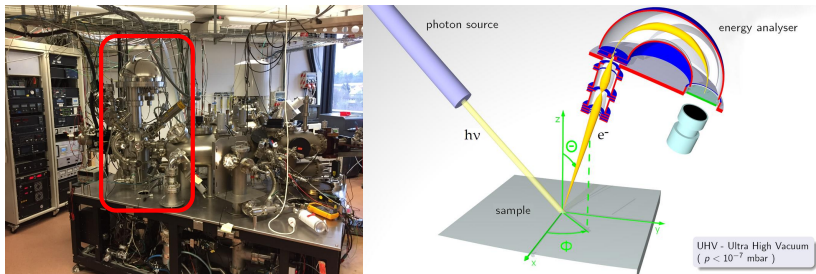 photon source
energy analyser
hν
e-
Z
Θ
sample
Y
Φ
X
UHV - Ultra High Vacuum
( p < 10⁻⁷ mbar )